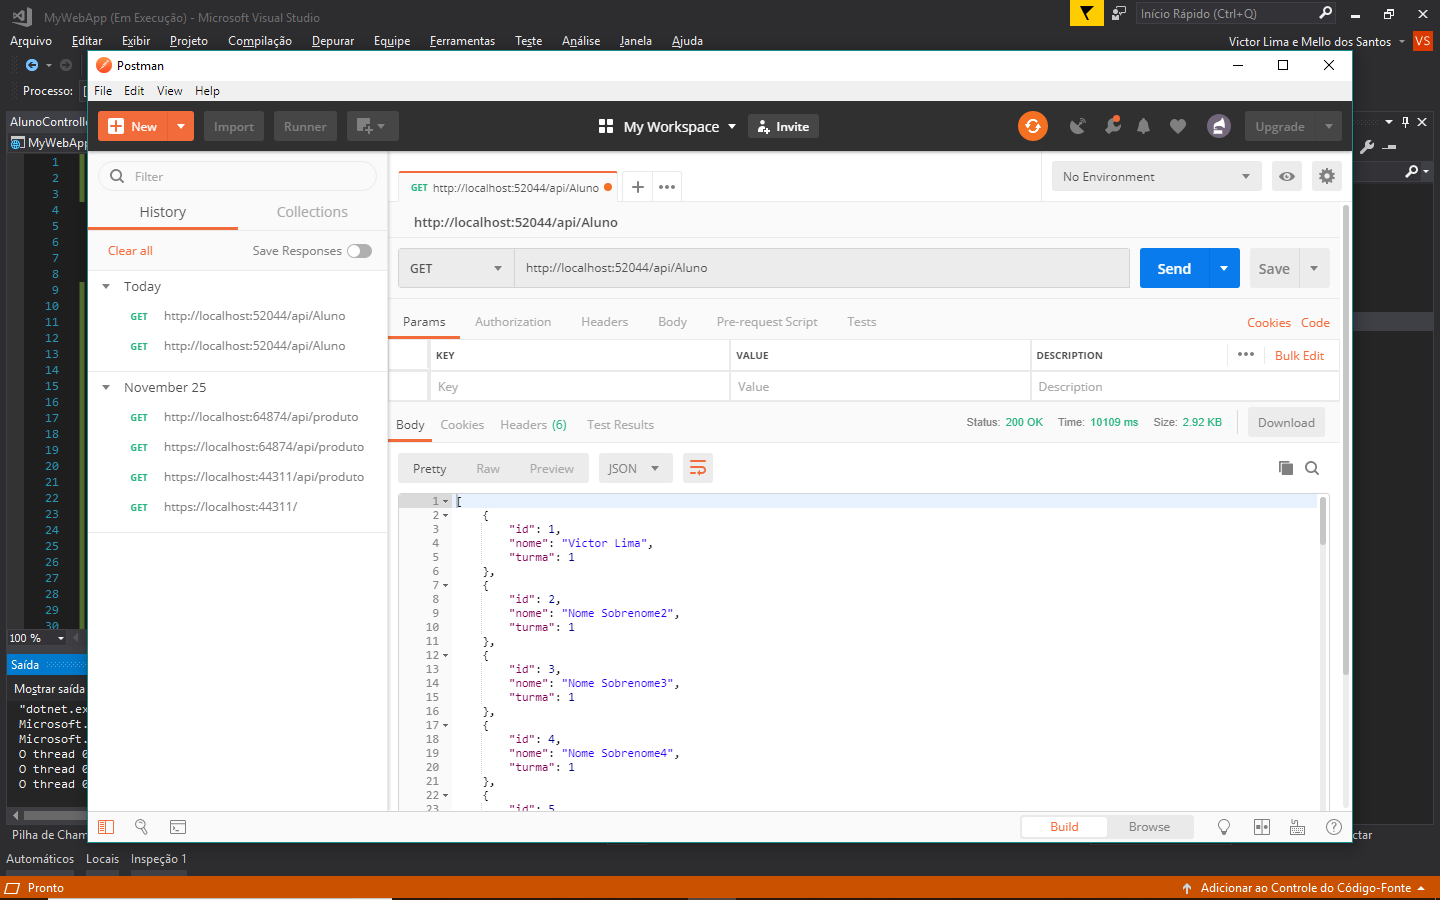 MyWebApp (Em Execução) - Microsoft Visual Studio
Início Rápido (Ctrl+Q)
Arquivo Editar Exibir Projeto Compilação Depurar Equipe Ferramentas Teste Análise Janela Ajuda
Victor Lima e Mello dos Santos VS
Processo:
Postman
File Edit View Help
New Import Runner My Workspace Invite Upgrade
Filter
History Collections
Clear all Save Responses
Today
GET http://localhost:52044/api/Aluno
GET http://localhost:52044/api/Aluno
November 25
GET http://localhost:64874/api/produto
GET https://localhost:64874/api/produto
GET https://localhost:44311/api/produto
GET https://localhost:44311/
GET http://localhost:52044/api/Aluno
No Environment
http://localhost:52044/api/Aluno
GET http://localhost:52044/api/Aluno Send Save
Params Authorization Headers Body Pre-request Script Tests Cookies Code
KEY VALUE DESCRIPTION Bulk Edit
Key Value Description
Body Cookies Headers (6) Test Results Status: 200 OK Time: 10109 ms Size: 2.92 KB Download
Pretty Raw Preview JSON
1 [
2 {
3 "id": 1,
4 "nome": "Victor Lima",
5 "turma": 1
6 },
7 {
8 "id": 2,
9 "nome": "Nome Sobrenome2",
10 "turma": 1
11 },
12 {
13 "id": 3,
14 "nome": "Nome Sobrenome3",
15 "turma": 1
16 },
17 {
18 "id": 4,
19 "nome": "Nome Sobrenome4",
20 "turma": 1
21 },
22 {
23 "id": 5,
Build Browse
AlunoControlle
MyWebApp
1
2
3
4
5
6
7
8
9
10
11
12
13
14
15
16
17
18
19
20
21
22
23
24
25
26
27
28
29
30
100 %
Saída
Mostrar saída
"dotnet.ex
Microsoft.
Microsoft.
O thread 0
O thread 0
O thread 0
Pilha de Cham
ctar
Automáticos Locais Inspeção 1
Pronto
Adicionar ao Controle do Código-Fonte